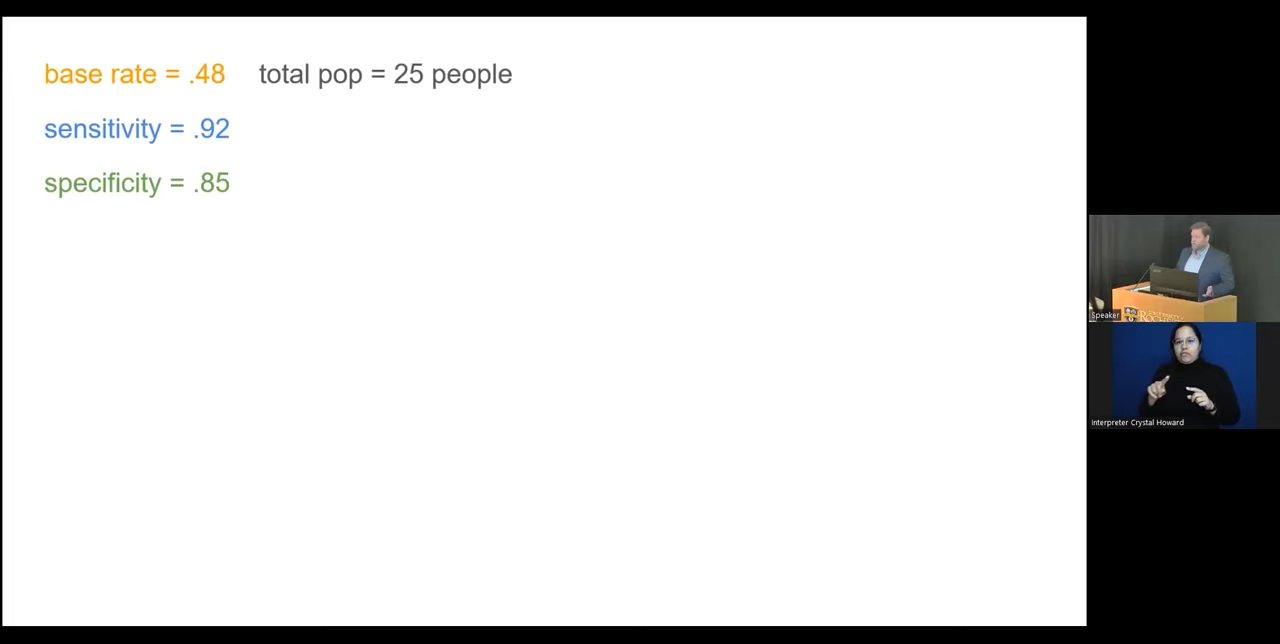 base rate = .48 total pop = 25 people
sensitivity = .92
specificity = .85
Speaker
Interpreter Crystal Howard